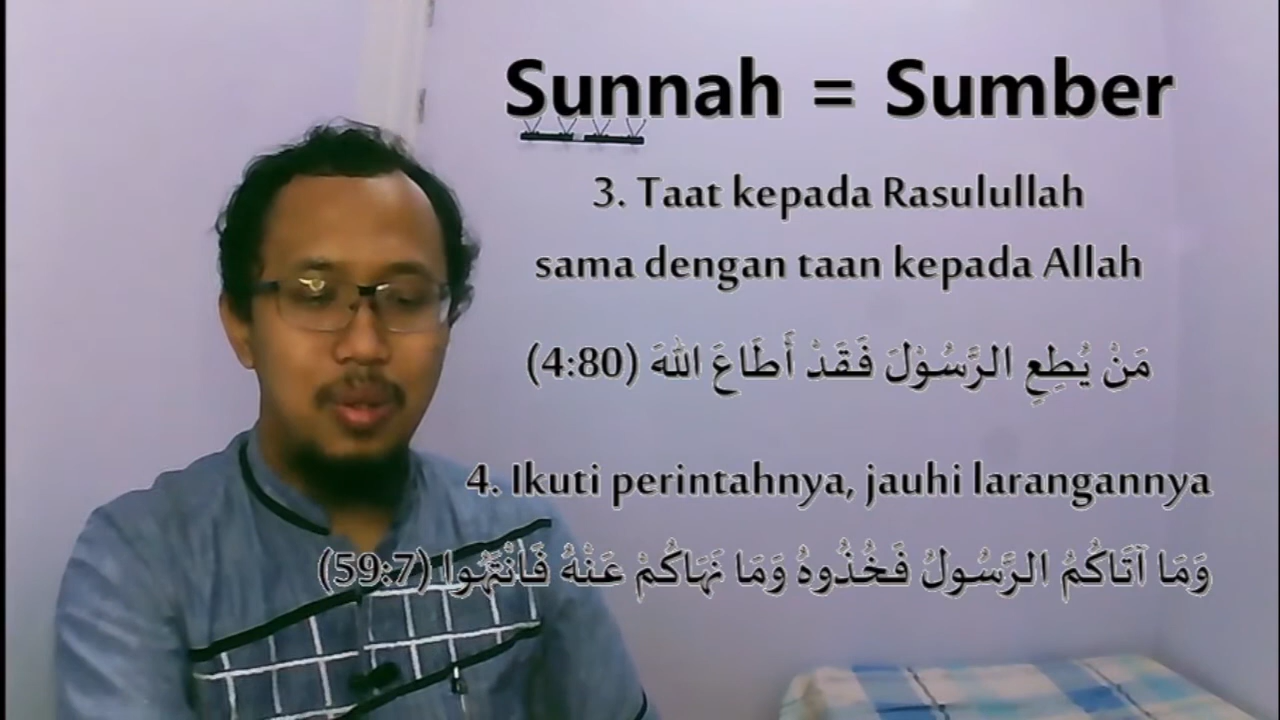 Sunnah = Sumber
3. Taat kepada Rasulullah
sama dengan taan kepada Allah
مَنْ يُطِعِ الرَّسُوْلَ فَقَدْ أَطَاعَ اللهَ (4:80)
4. Ikuti perintahnya, jauhi larangannya
وَمَا آتَاكُمُ الرَّسُولُ فَخُذُوهُ وَمَا نَهَاكُمْ عَنْهُ فَانْتَهُوا (59:7)